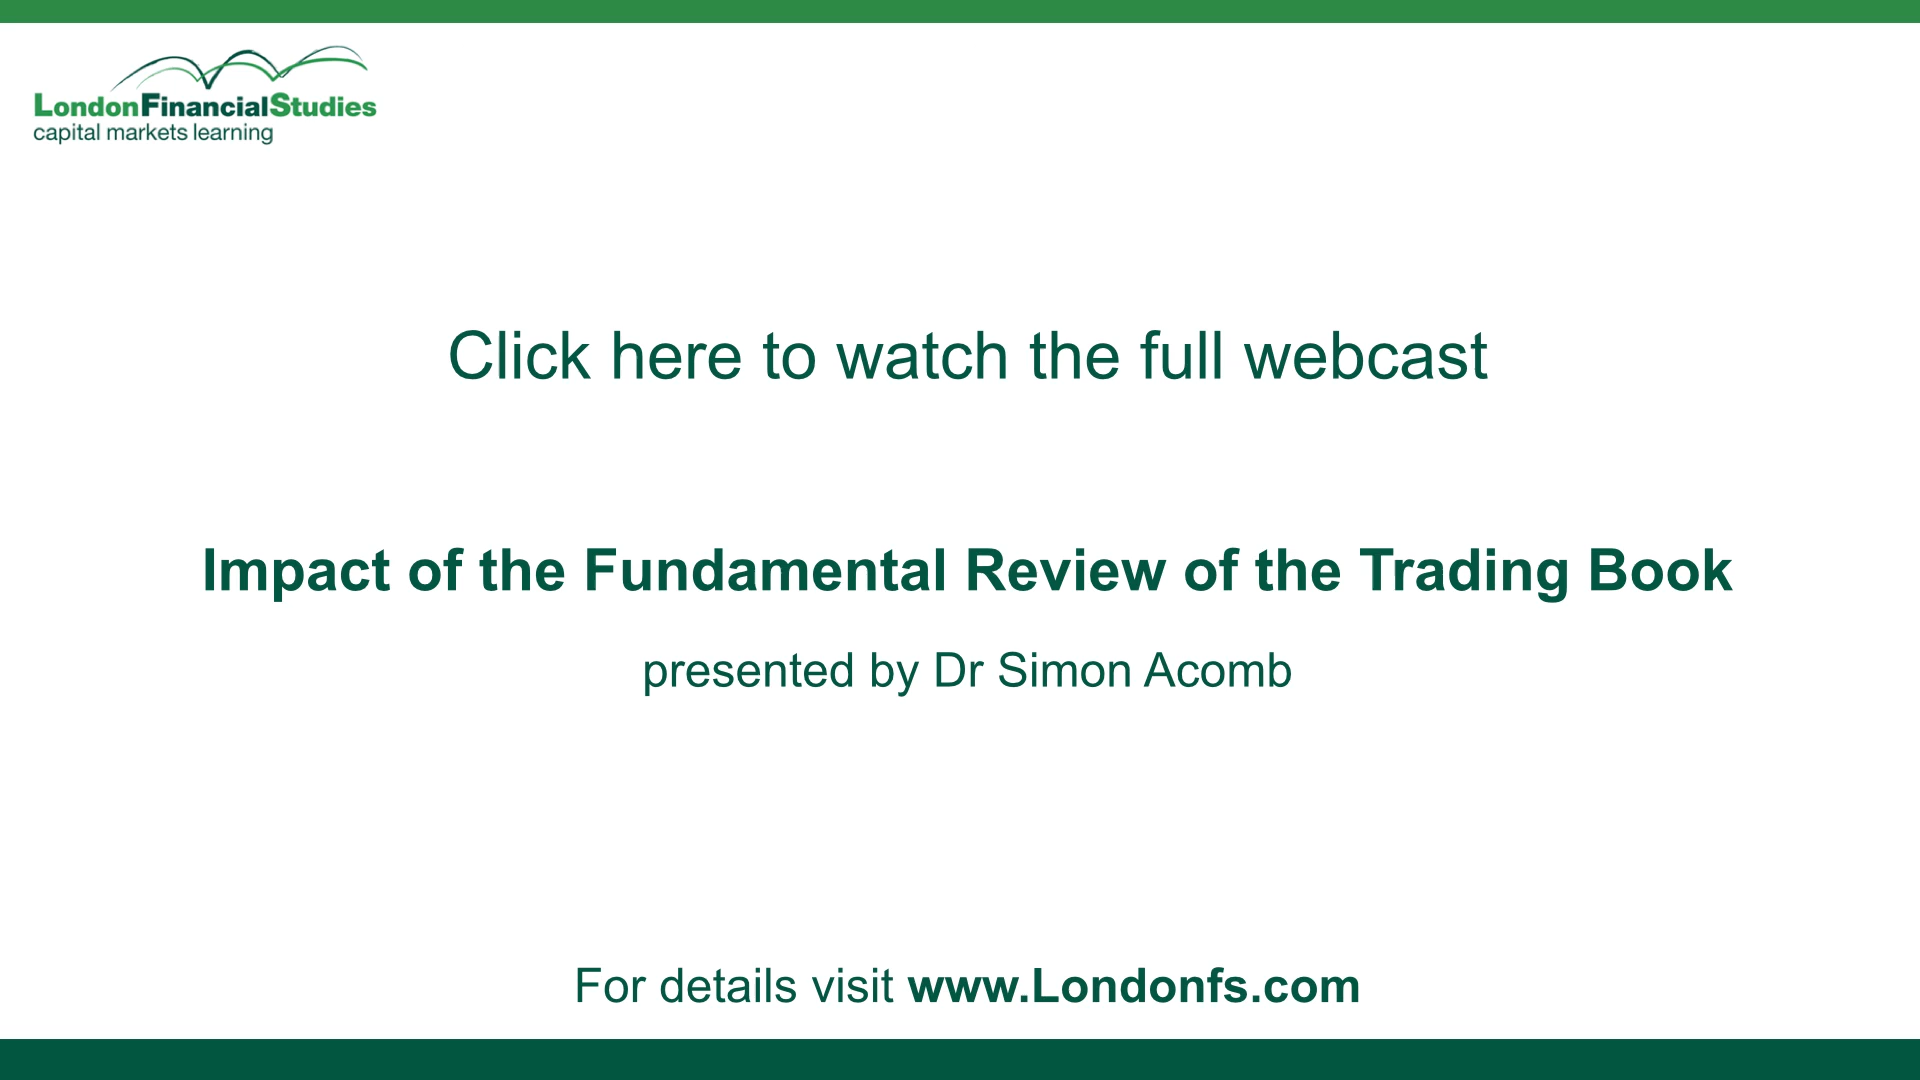 LondonFinancialStudies
capital markets learning
Click here to watch the full webcast
Impact of the Fundamental Review of the Trading Book
presented by Dr Simon Acomb
For details visit www.Londonfs.com